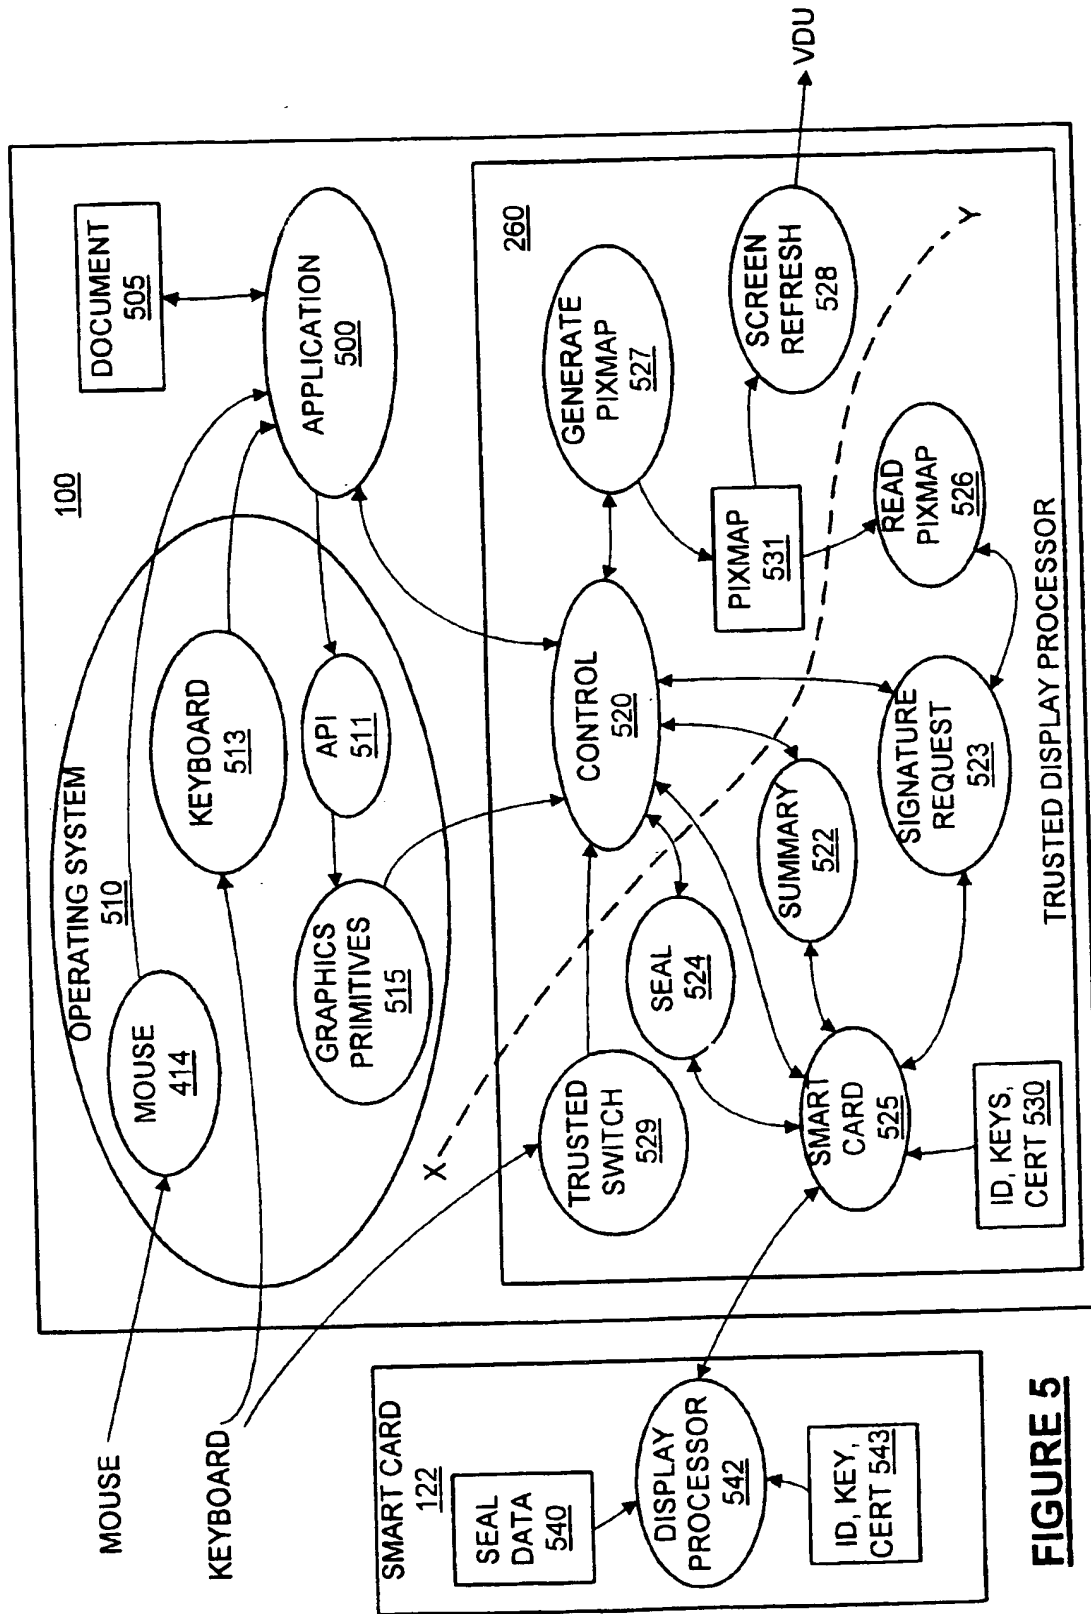 MOUSE
KEYBOARD
SMART CARD
122
SEAL
DATA
540
DISPLAY
PROCESSOR
542
ID, KEY,
CERT 543
100
OPERATING SYSTEM
510
MOUSE
414
KEYBOARD
513
API
511
GRAPHICS
PRIMITIVES
515
DOCUMENT
505
APPLICATION
500
260
X
TRUSTED
SWITCH
529
CONTROL
520
GENERATE
PIXMAP
527
SEAL
524
SUMMARY
522
PIXMAP
531
SCREEN
REFRESH
528
VDU
Y
SMART
CARD
525
SIGNATURE
REQUEST
523
READ
PIXMAP
526
ID, KEYS,
CERT 530
TRUSTED DISPLAY PROCESSOR
FIGURE 5